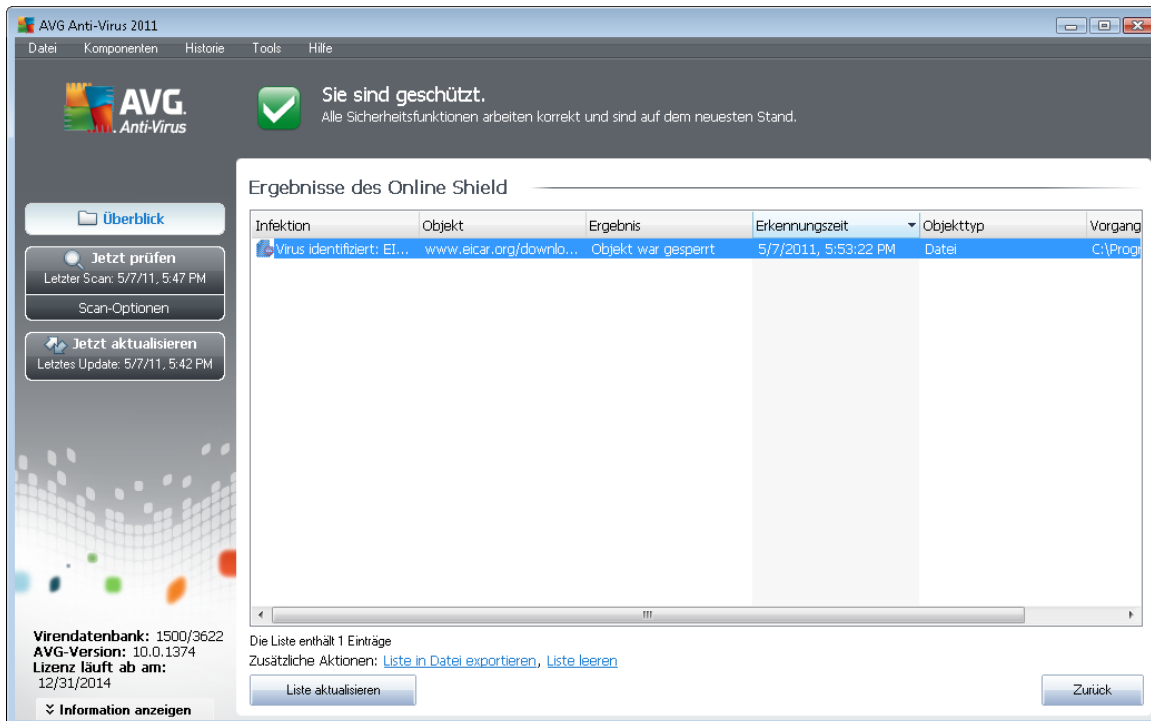 AVG Anti-Virus 2011
Datei Komponenten Historie Tools Hilfe
AVG.
Anti-Virus
Sie sind geschützt.
Alle Sicherheitsfunktionen arbeiten korrekt und sind auf dem neuesten Stand.
Überblick
Jetzt prüfen
Letzter Scan: 5/7/11, 5:47 PM
Scan-Optionen
Jetzt aktualisieren
Letztes Update: 5/7/11, 5:42 PM
Virendatenbank: 1500/3622
AVG-Version: 10.0.1374
Lizenz läuft ab am:
12/31/2014
Information anzeigen
Ergebnisse des Online Shield
Infektion Objekt Ergebnis Erkennungszeit Objekttyp Vorgang
Virus identifiziert: EI... www.eicar.org/downlo... Objekt war gesperrt 5/7/2011, 5:53:22 PM Datei C:\Progr
Die Liste enthält 1 Einträge
Zusätzliche Aktionen: Liste in Datei exportieren, Liste leeren
Liste aktualisieren
Zurück